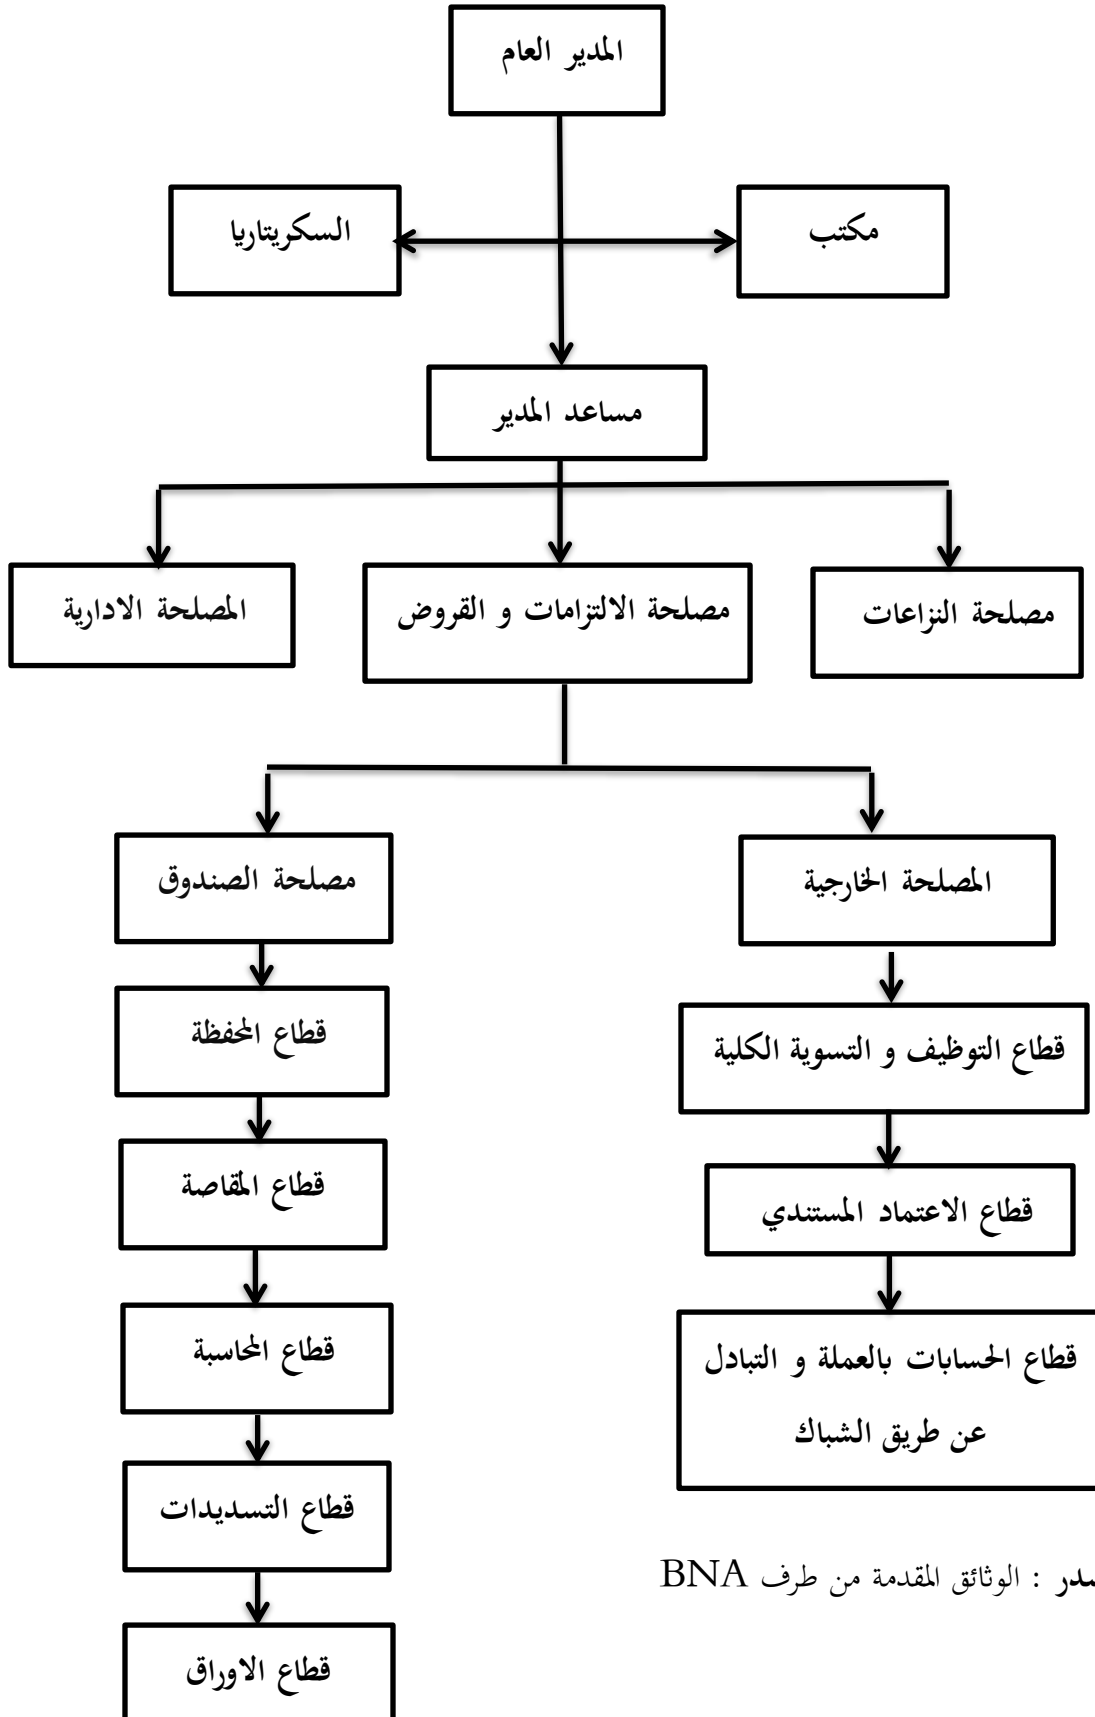 المدير العام
مكتب
السكريتاريا
مساعد المدير
مصلحة النزاعات
مصلحة الالتزامات و القروض
المصلحة الادارية
المصلحة الخارجية
قطاع التوظيف و التسوية الكلية
قطاع الاعتماد المستندي
قطاع الحسابات بالعملة و التبادل
عن طريق الشباك
مصلحة الصندوق
قطاع المحفظة
قطاع المقاصة
قطاع المحاسبة
قطاع التسديدات
قطاع الاوراق
: الوثائق المقدمة من طرف BNA